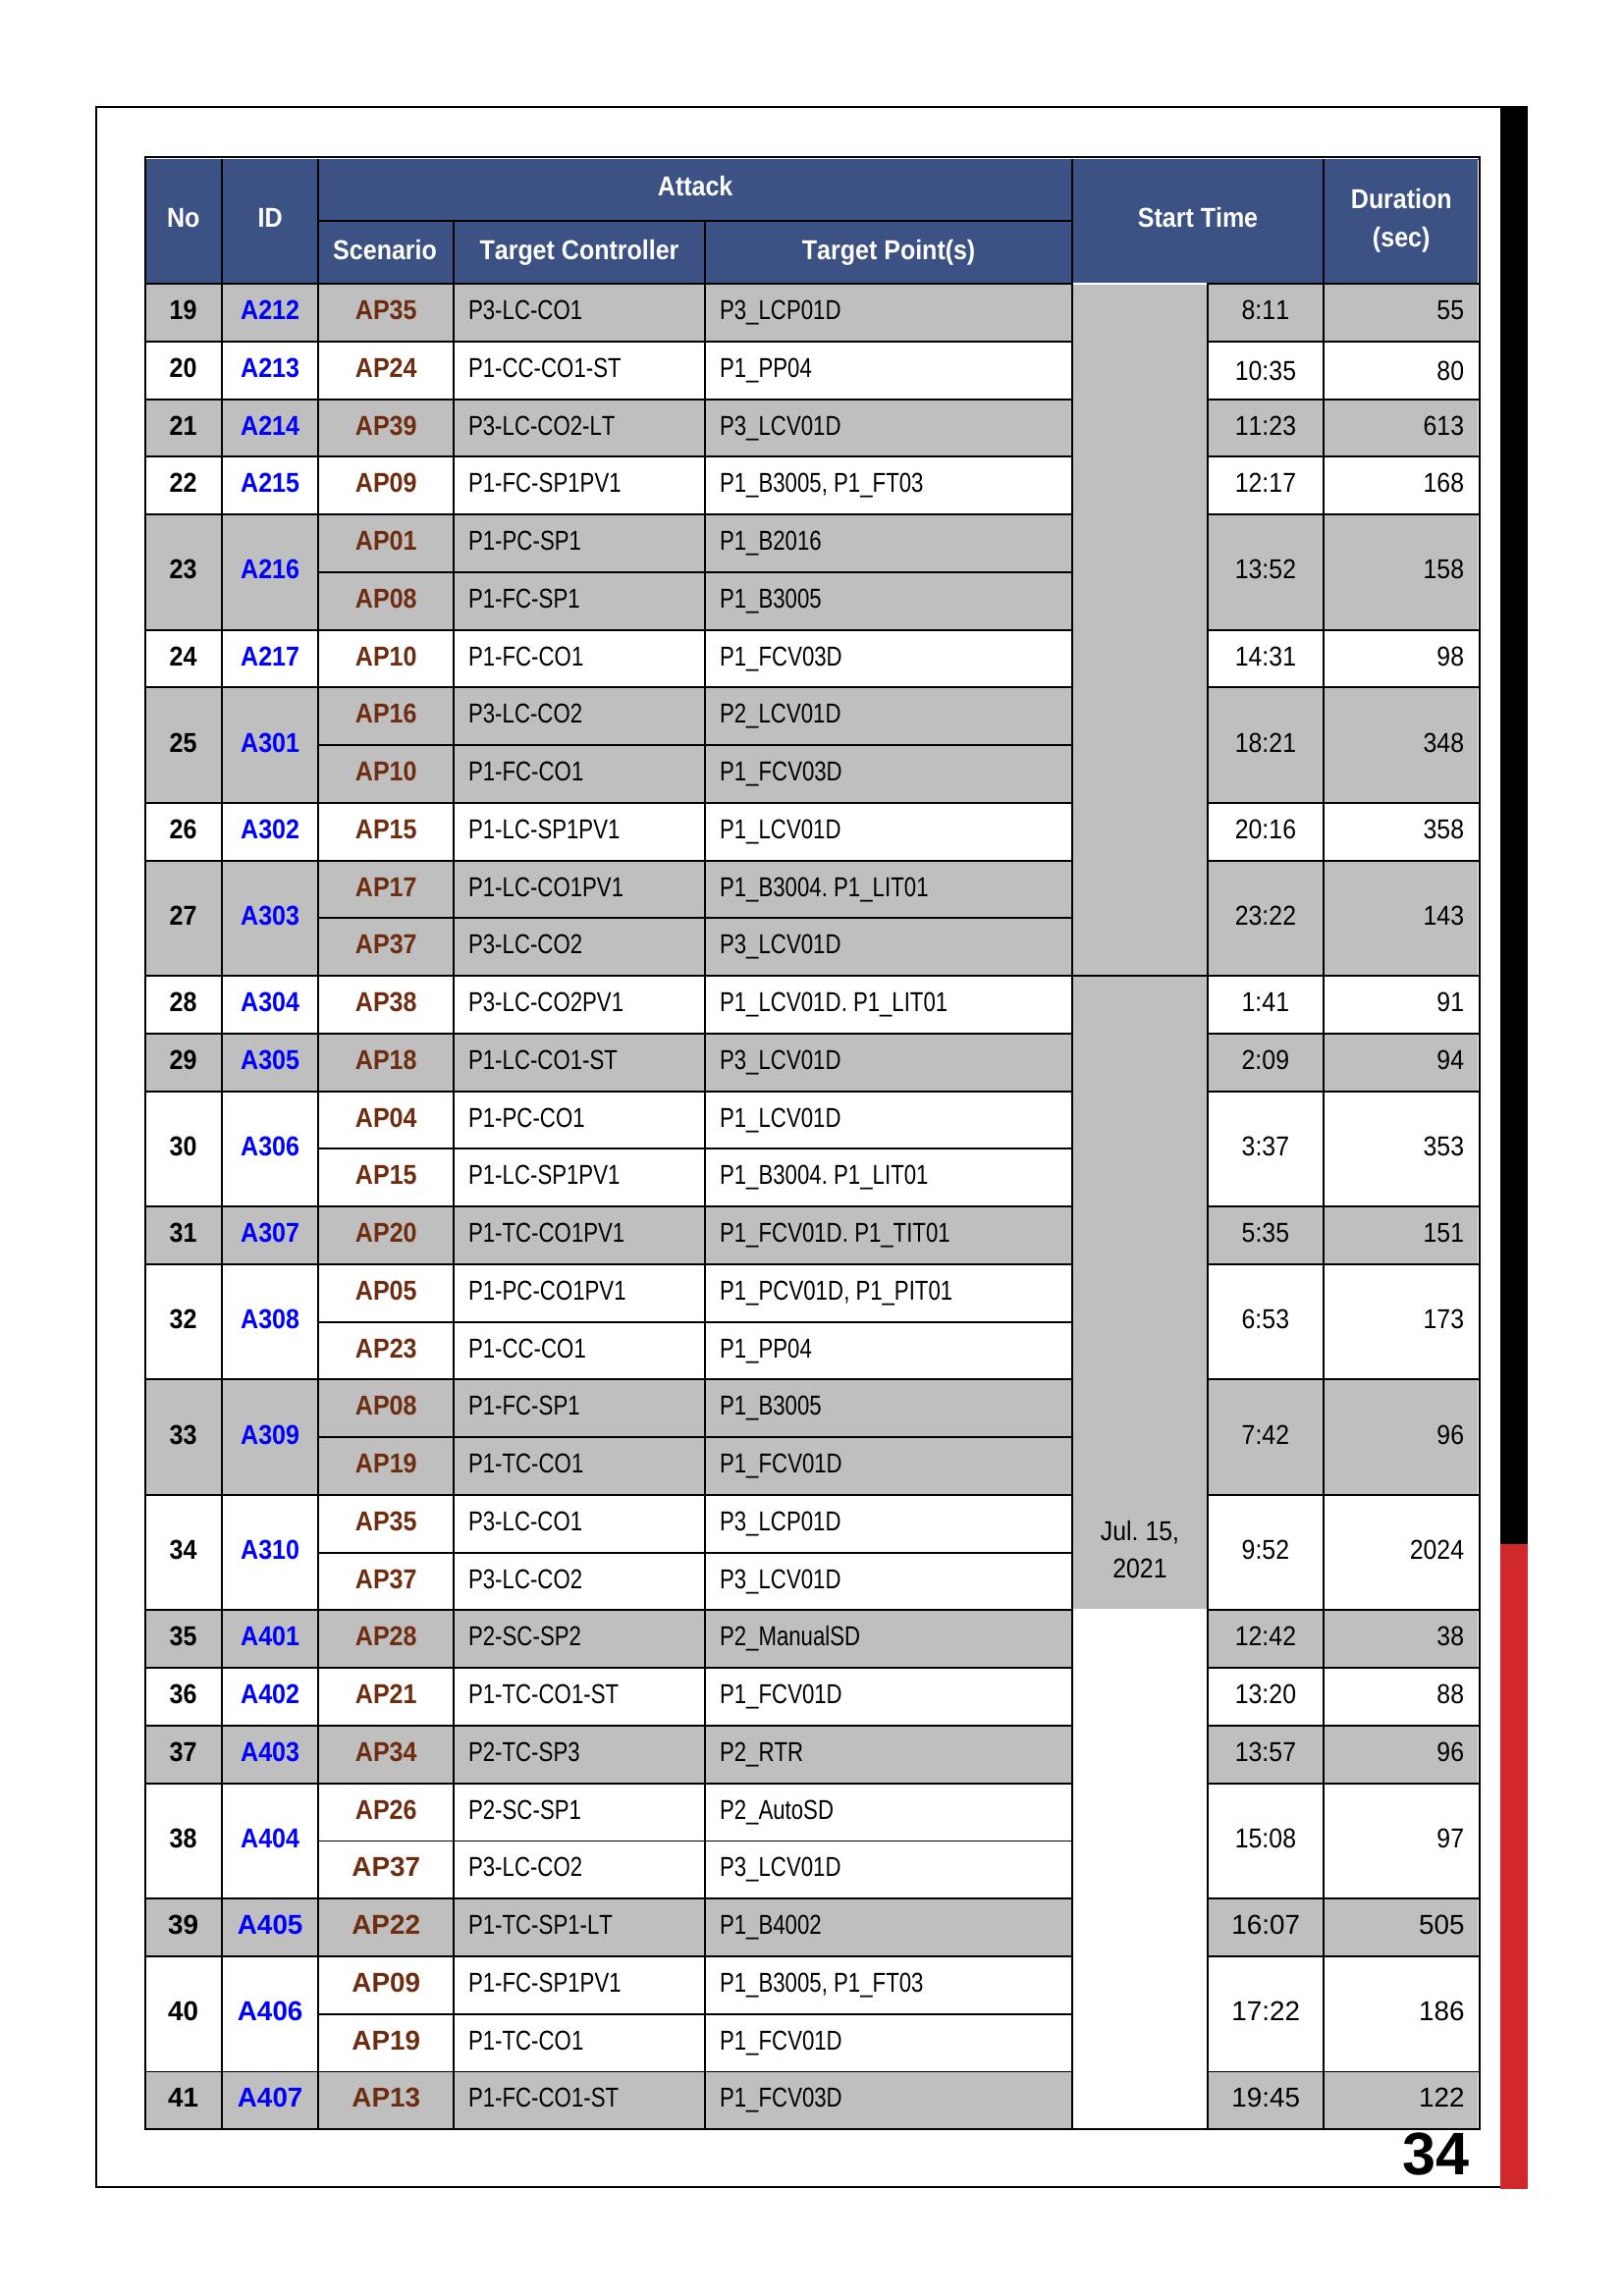 No ID Attack Start Time Duration (sec)
Scenario Target Controller Target Point(s)
19 A212 AP35 P3-LC-CO1 P3_LCP01D 8:11 55
20 A213 AP24 P1-CC-CO1-ST P1_PP04 10:35 80
21 A214 AP39 P3-LC-CO2-LT P3_LCV01D 11:23 613
22 A215 AP09 P1-FC-SP1PV1 P1_B3005, P1_FT03 12:17 168
23 A216 AP01 P1-PC-SP1 P1_B2016 13:52 158
AP08 P1-FC-SP1 P1_B3005
24 A217 AP10 P1-FC-CO1 P1_FCV03D 14:31 98
25 A301 AP16 P3-LC-CO2 P2_LCV01D 18:21 348
AP10 P1-FC-CO1 P1_FCV03D
26 A302 AP15 P1-LC-SP1PV1 P1_LCV01D 20:16 358
27 A303 AP17 P1-LC-CO1PV1 P1_B3004. P1_LIT01 23:22 143
AP37 P3-LC-CO2 P3_LCV01D
28 A304 AP38 P3-LC-CO2PV1 P1_LCV01D. P1_LIT01 1:41 91
29 A305 AP18 P1-LC-CO1-ST P3_LCV01D 2:09 94
30 A306 AP04 P1-PC-CO1 P1_LCV01D 3:37 353
AP15 P1-LC-SP1PV1 P1_B3004. P1_LIT01
31 A307 AP20 P1-TC-CO1PV1 P1_FCV01D. P1_TIT01 5:35 151
32 A308 AP05 P1-PC-CO1PV1 P1_PCV01D, P1_PIT01 6:53 173
AP23 P1-CC-CO1 P1_PP04
33 A309 AP08 P1-FC-SP1 P1_B3005 7:42 96
AP19 P1-TC-CO1 P1_FCV01D
34 A310 AP35 P3-LC-CO1 P3_LCP01D Jul. 15, 2021 9:52 2024
AP37 P3-LC-CO2 P3_LCV01D
35 A401 AP28 P2-SC-SP2 P2_ManualSD 12:42 38
36 A402 AP21 P1-TC-CO1-ST P1_FCV01D 13:20 88
37 A403 AP34 P2-TC-SP3 P2_RTR 13:57 96
38 A404 AP26 P2-SC-SP1 P2_AutoSD 15:08 97
AP37 P3-LC-CO2 P3_LCV01D
39 A405 AP22 P1-TC-SP1-LT P1_B4002 16:07 505
40 A406 AP09 P1-FC-SP1PV1 P1_B3005, P1_FT03 17:22 186
AP19 P1-TC-CO1 P1_FCV01D
41 A407 AP13 P1-FC-CO1-ST P1_FCV03D 19:45 122
34